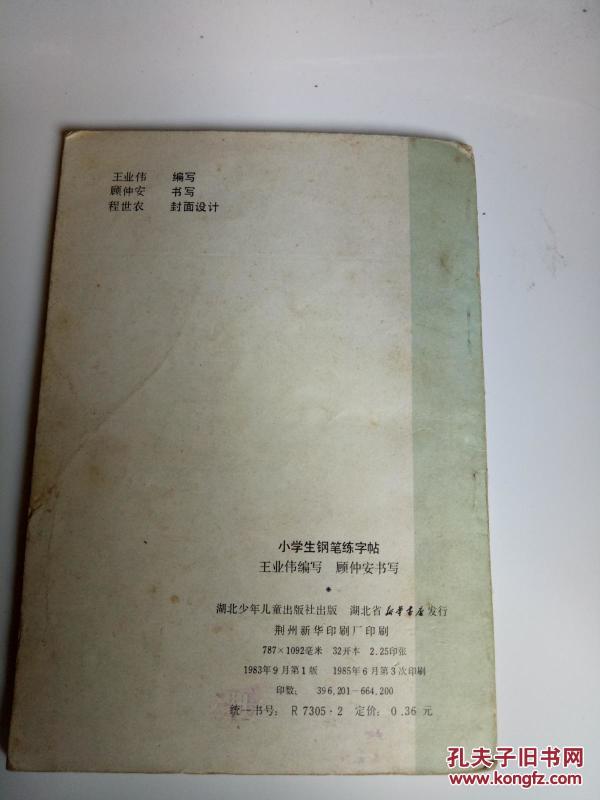 王业伟 编写
顾仲安 书写
程世农 封面设计
小学生钢笔练字帖
王业伟编写 顾仲安书写
湖北少年儿童出版社出版 湖北省新华书店发行
荆州新华印刷厂印刷
787×1092毫米 32开本 2.25印张
1983年9月第1版 1985年6月第3次印刷
印数: 396,201-664,200
统一书号: R 7305·2 定价: 0.36 元
孔夫子旧书网
www.kongfz.com